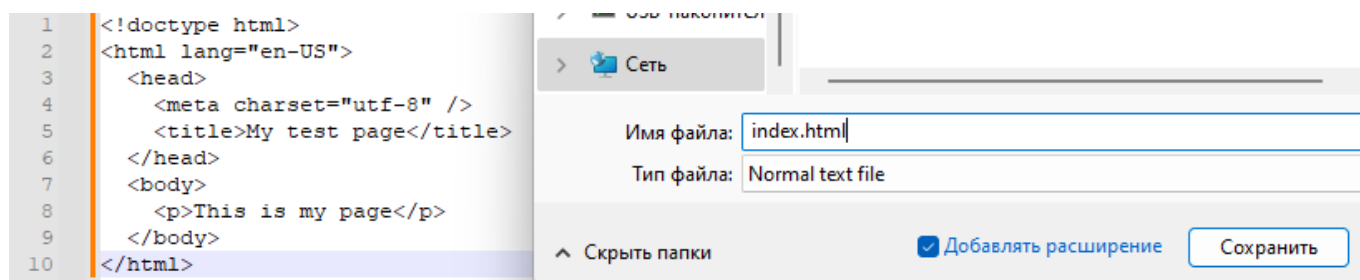 1 <!doctype html>
2 <html lang="en-US">
3 <head>
4 <meta charset="utf-8" />
5 <title>My test page</title>
6 </head>
7 <body>
8 <p>This is my page</p>
9 </body>
10 </html>
Сеть
Имя файла: index.html
Тип файла: Normal text file
Скрыть папки
Добавлять расширение
Сохранить